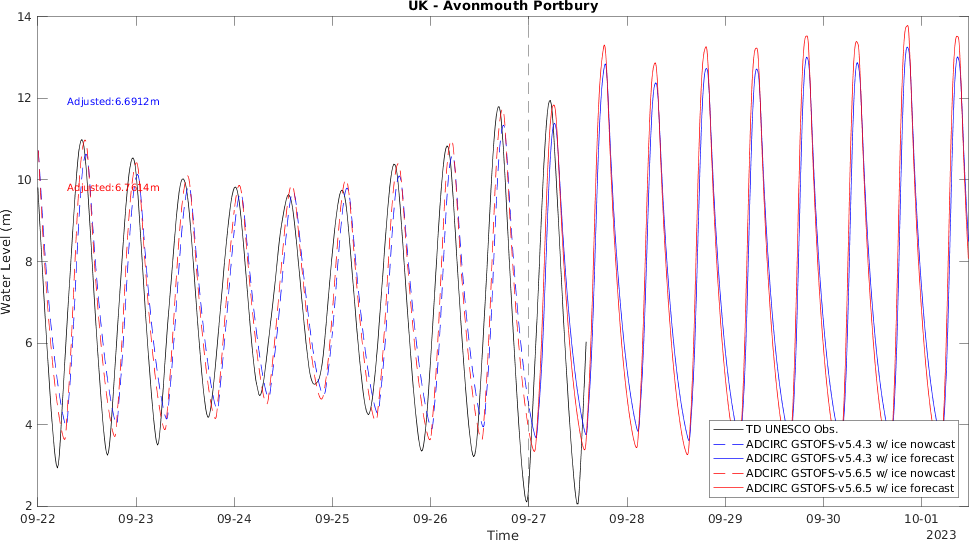 UK - Avonmouth Portbury
14
12
10
8
6
4
2
Water Level (m)
Adjusted:6.6912m
Adjusted:6.7614m
TD UNESCO Obs.
ADCIRC GSTOFS-v5.4.3 w/ ice nowcast
ADCIRC GSTOFS-v5.4.3 w/ ice forecast
ADCIRC GSTOFS-v5.6.5 w/ ice nowcast
ADCIRC GSTOFS-v5.6.5 w/ ice forecast
09-22 09-23 09-24 09-25 09-26 09-27 09-28 09-29 09-30 10-01
Time
2023